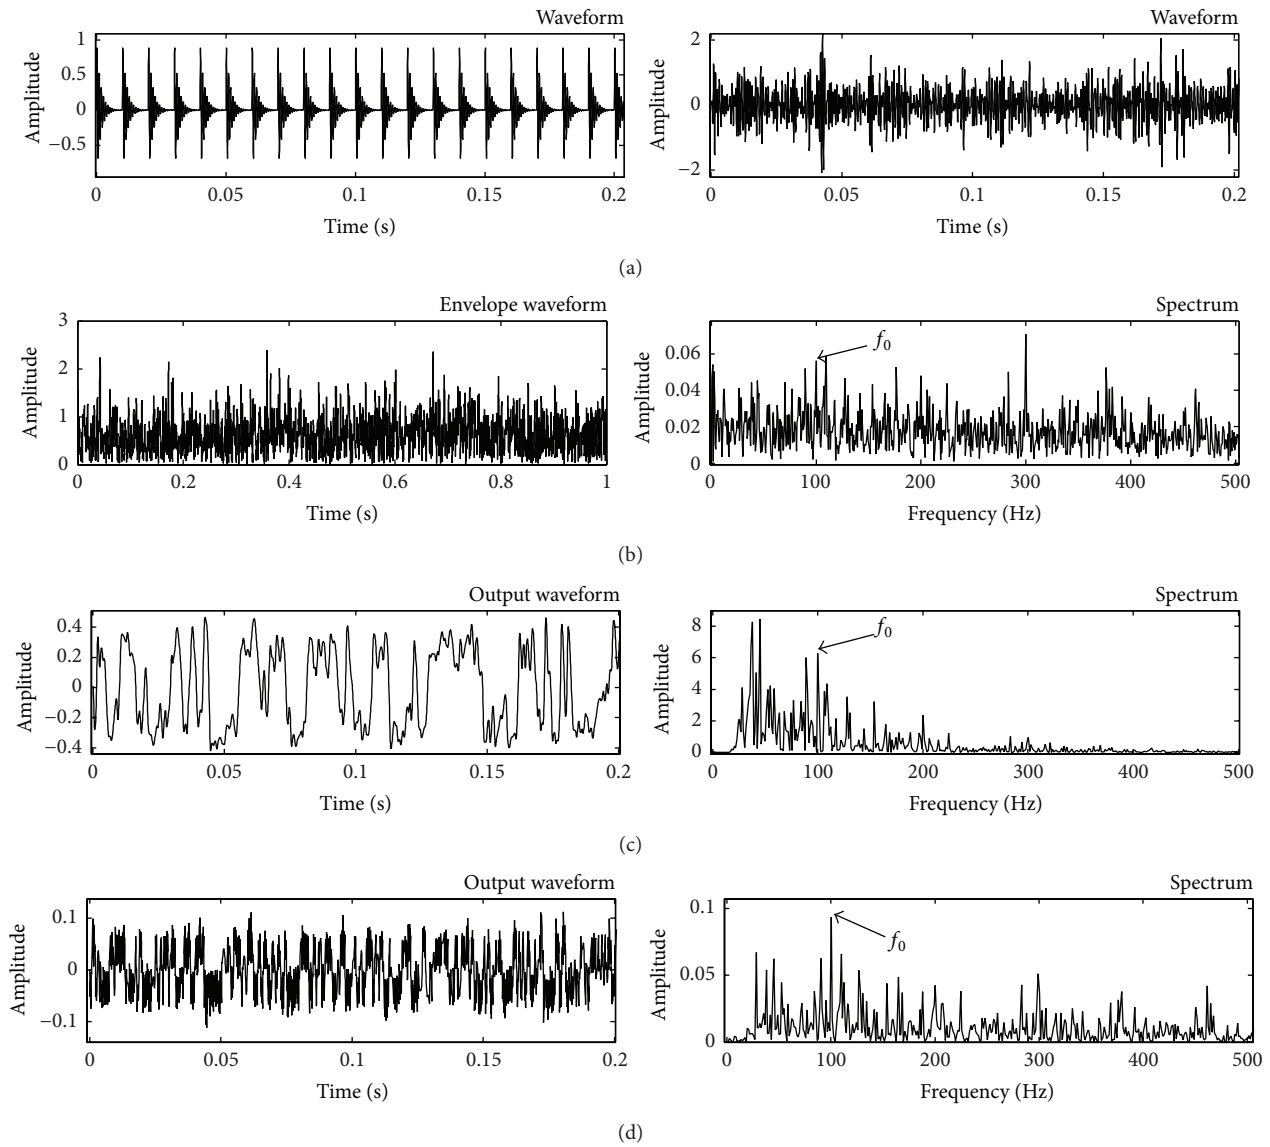 Waveform
Amplitude
1
0.5
0
−0.5
0 0.05 0.1 0.15 0.2
Time (s)
Waveform
Amplitude
2
0
−2
0 0.05 0.1 0.15 0.2
Time (s)
(a)
Envelope waveform
Amplitude
3
2
1
0
0 0.2 0.4 0.6 0.8 1
Time (s)
Spectrum
Amplitude
0.06
0.04
0.02
0
f0
0 100 200 300 400 500
Frequency (Hz)
(b)
Output waveform
Amplitude
0.4
0.2
0
−0.2
−0.4
0 0.05 0.1 0.15 0.2
Time (s)
Spectrum
Amplitude
8
6
4
2
0
f0
0 100 200 300 400 500
Frequency (Hz)
(c)
Output waveform
Amplitude
0.1
0
−0.1
0 0.05 0.1 0.15 0.2
Time (s)
Spectrum
Amplitude
0.1
0.05
0
f0
0 100 200 300 400 500
Frequency (Hz)
(d)